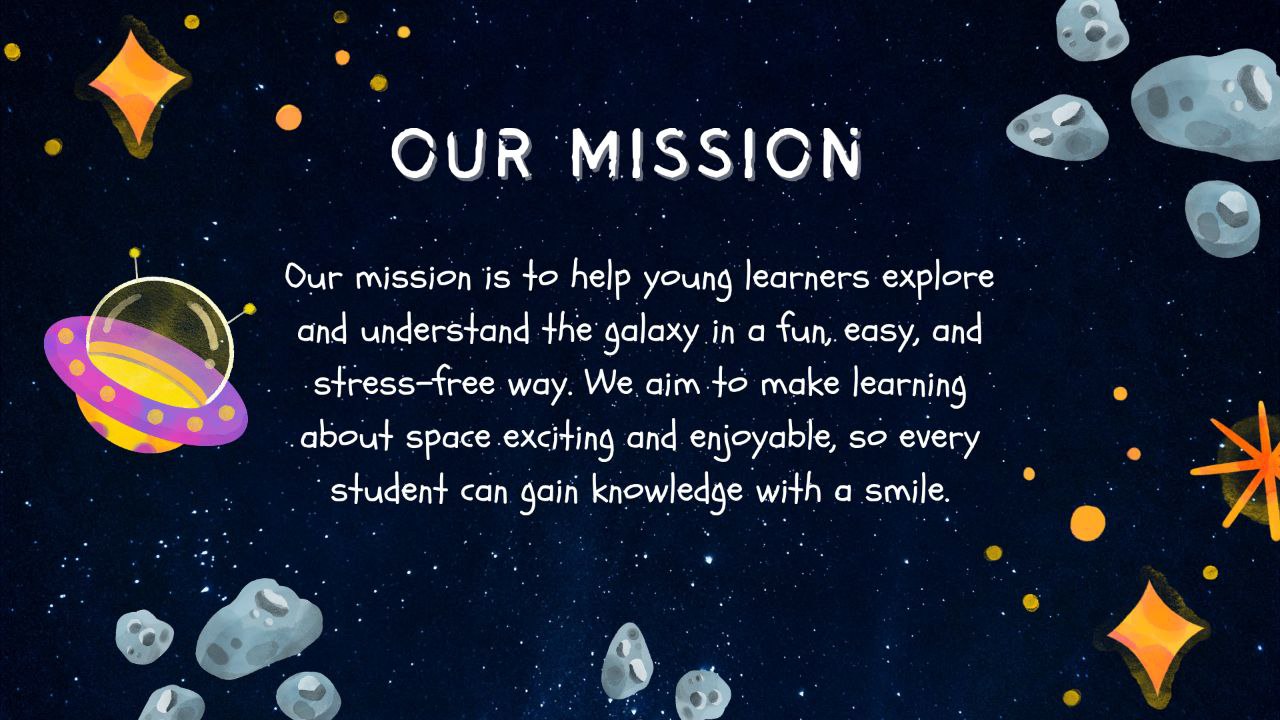 OUR MISSION
Our mission is to help young learners explore
and understand the galaxy in a fun, easy, and
stress-free way. We aim to make learning
about space exciting and enjoyable, so every
student can gain knowledge with a smile.